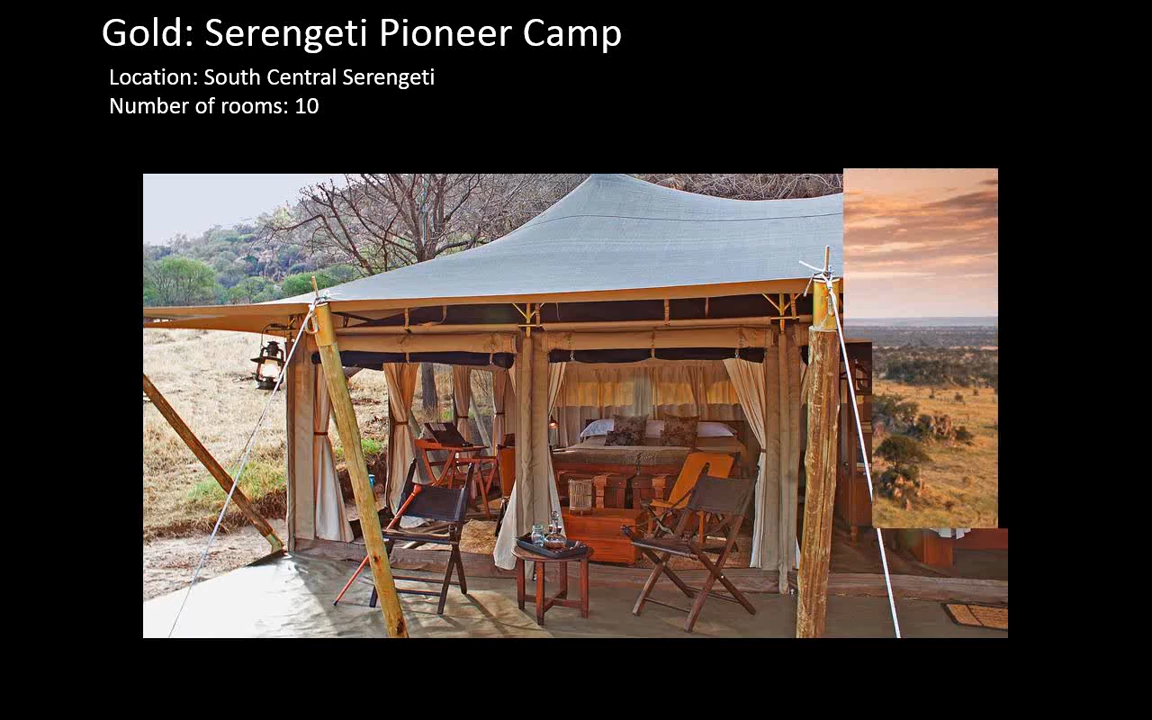 Gold: Serengeti Pioneer Camp
Location: South Central Serengeti
Number of rooms: 10